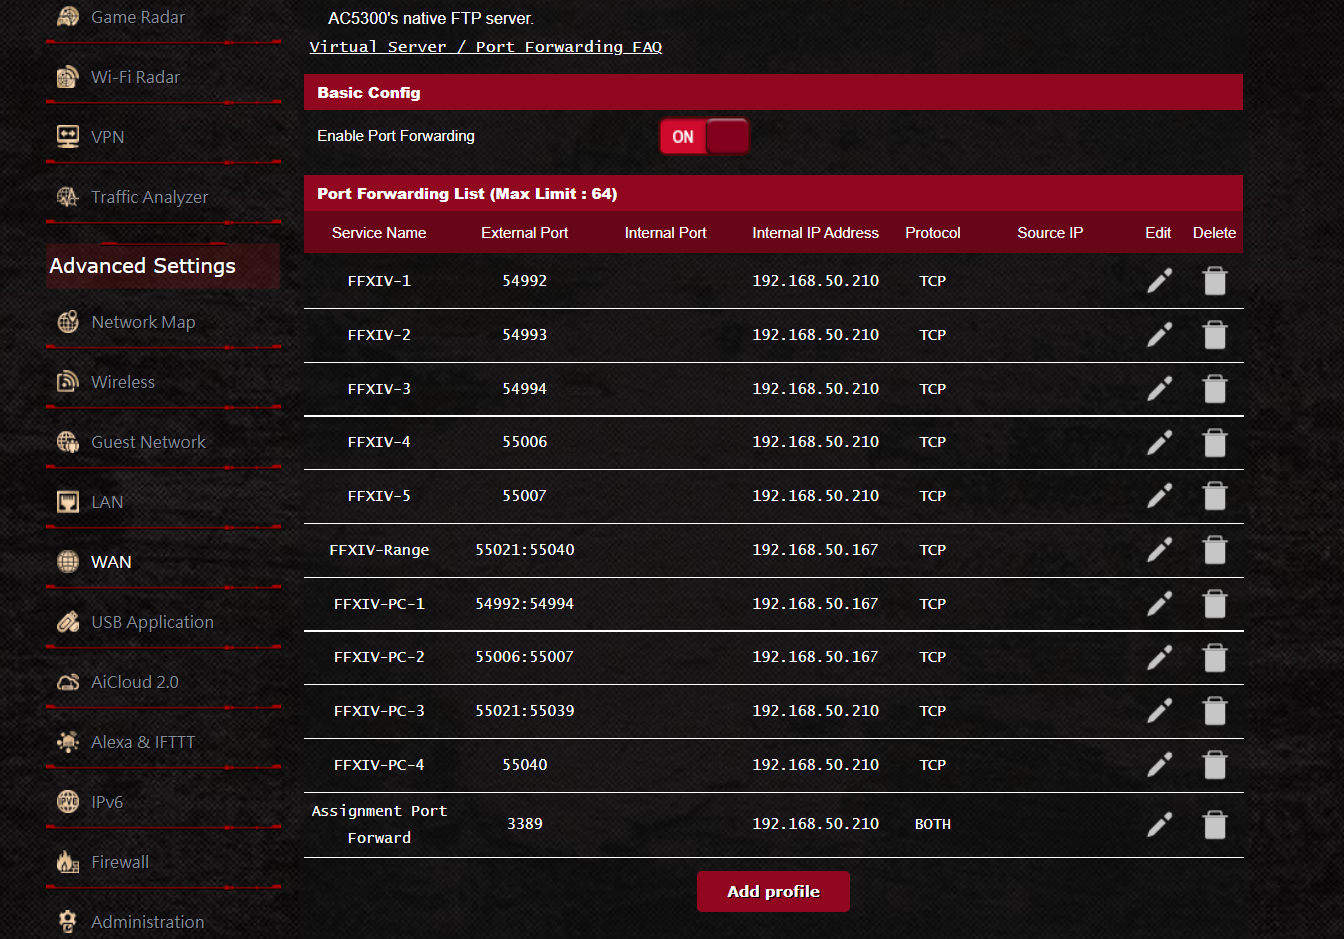 Game Radar
Wi-Fi Radar
VPN
Traffic Analyzer
Advanced Settings
Network Map
Wireless
Guest Network
LAN
WAN
USB Application
AiCloud 2.0
Alexa & IFTTT
IPv6
Firewall
Administration
AC5300's native FTP server.
Virtual Server / Port Forwarding FAQ
Basic Config
Enable Port Forwarding ON
Port Forwarding List (Max Limit : 64)
Service Name External Port Internal Port Internal IP Address Protocol Source IP Edit Delete
FFXIV-1 54992 192.168.50.210 TCP
FFXIV-2 54993 192.168.50.210 TCP
FFXIV-3 54994 192.168.50.210 TCP
FFXIV-4 55006 192.168.50.210 TCP
FFXIV-5 55007 192.168.50.210 TCP
FFXIV-Range 55021:55040 192.168.50.167 TCP
FFXIV-PC-1 54992:54994 192.168.50.167 TCP
FFXIV-PC-2 55006:55007 192.168.50.167 TCP
FFXIV-PC-3 55021:55039 192.168.50.210 TCP
FFXIV-PC-4 55040 192.168.50.210 TCP
Assignment Port
Forward 3389 192.168.50.210 BOTH
Add profile